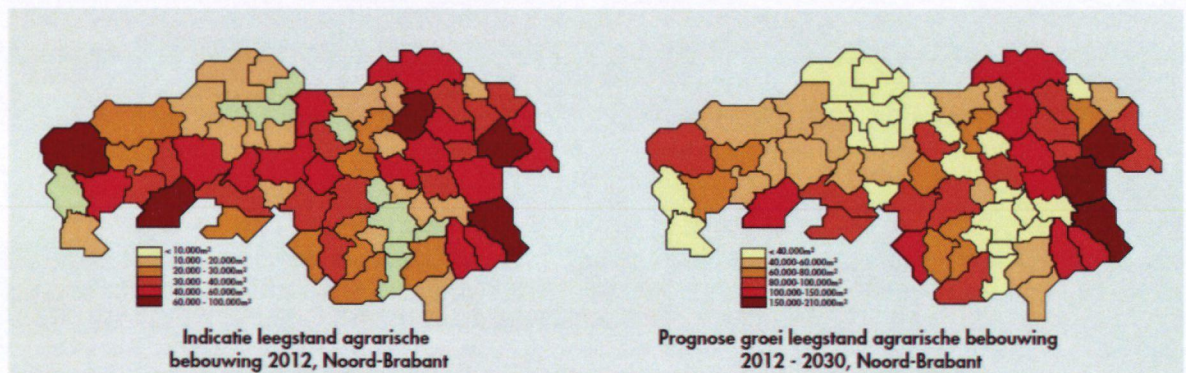 < 10.000m²
10.000 - 20.000m²
20.000 - 30.000m²
30.000 - 40.000m²
40.000 - 60.000m²
60.000 - 100.000m²
Indicatie leegstand agrarische
bebouwing 2012, Noord-Brabant
< 40.000m²
40.000-60.000m²
60.000-80.000m²
80.000-100.000m²
100.000-150.000m²
150.000-210.000m²
Prognose groei leegstand agrarische bebouwing
2012 - 2030, Noord-Brabant